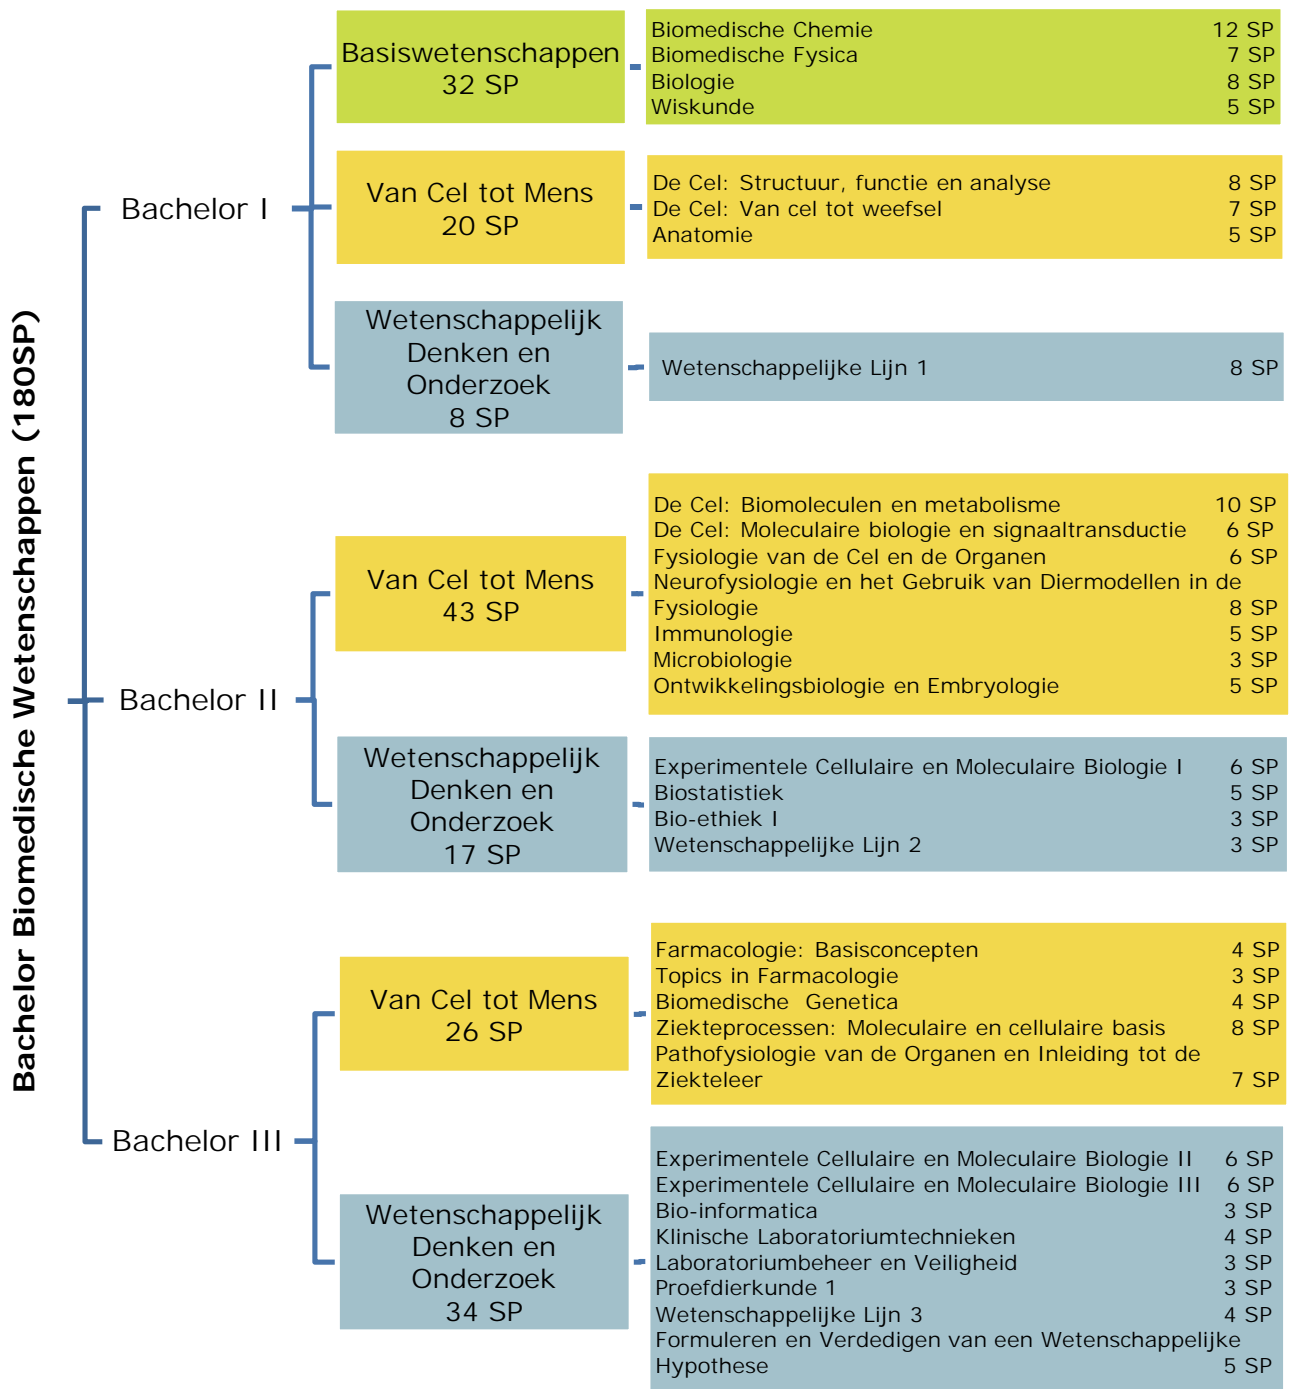 Bachelor Biomedische Wetenschappen (180SP)
Bachelor I
Basiswetenschappen
32 SP
Biomedische Chemie 12 SP
Biomedische Fysica 7 SP
Biologie 8 SP
Wiskunde 5 SP
Van Cel tot Mens
20 SP
De Cel: Structuur, functie en analyse 8 SP
De Cel: Van cel tot weefsel 7 SP
Anatomie 5 SP
Wetenschappelijk
Denken en
Onderzoek
8 SP
Wetenschappelijke Lijn 1 8 SP
Bachelor II
Van Cel tot Mens
43 SP
De Cel: Biomoleculen en metabolisme 10 SP
De Cel: Moleculaire biologie en signaaltransductie 6 SP
Fysiologie van de Cel en de Organen 6 SP
Neurofysiologie en het Gebruik van Diermodellen in de
Fysiologie 8 SP
Immunologie 5 SP
Microbiologie 3 SP
Ontwikkelingsbiologie en Embryologie 5 SP
Wetenschappelijk
Denken en
Onderzoek
17 SP
Experimentele Cellulaire en Moleculaire Biologie I 6 SP
Biostatistiek 5 SP
Bio-ethiek I 3 SP
Wetenschappelijke Lijn 2 3 SP
Bachelor III
Van Cel tot Mens
26 SP
Farmacologie: Basisconcepten 4 SP
Topics in Farmacologie 3 SP
Biomedische Genetica 4 SP
Ziekteprocessen: Moleculaire en cellulaire basis 8 SP
Pathofysiologie van de Organen en Inleiding tot de
Ziekteleer 7 SP
Wetenschappelijk
Denken en
Onderzoek
34 SP
Experimentele Cellulaire en Moleculaire Biologie II 6 SP
Experimentele Cellulaire en Moleculaire Biologie III 6 SP
Bio-informatica 3 SP
Klinische Laboratoriumtechnieken 4 SP
Laboratoriumbeheer en Veiligheid 3 SP
Proefdierkunde 1 3 SP
Wetenschappelijke Lijn 3 4 SP
Formuleren en Verdedigen van een Wetenschappelijke
Hypothese 5 SP